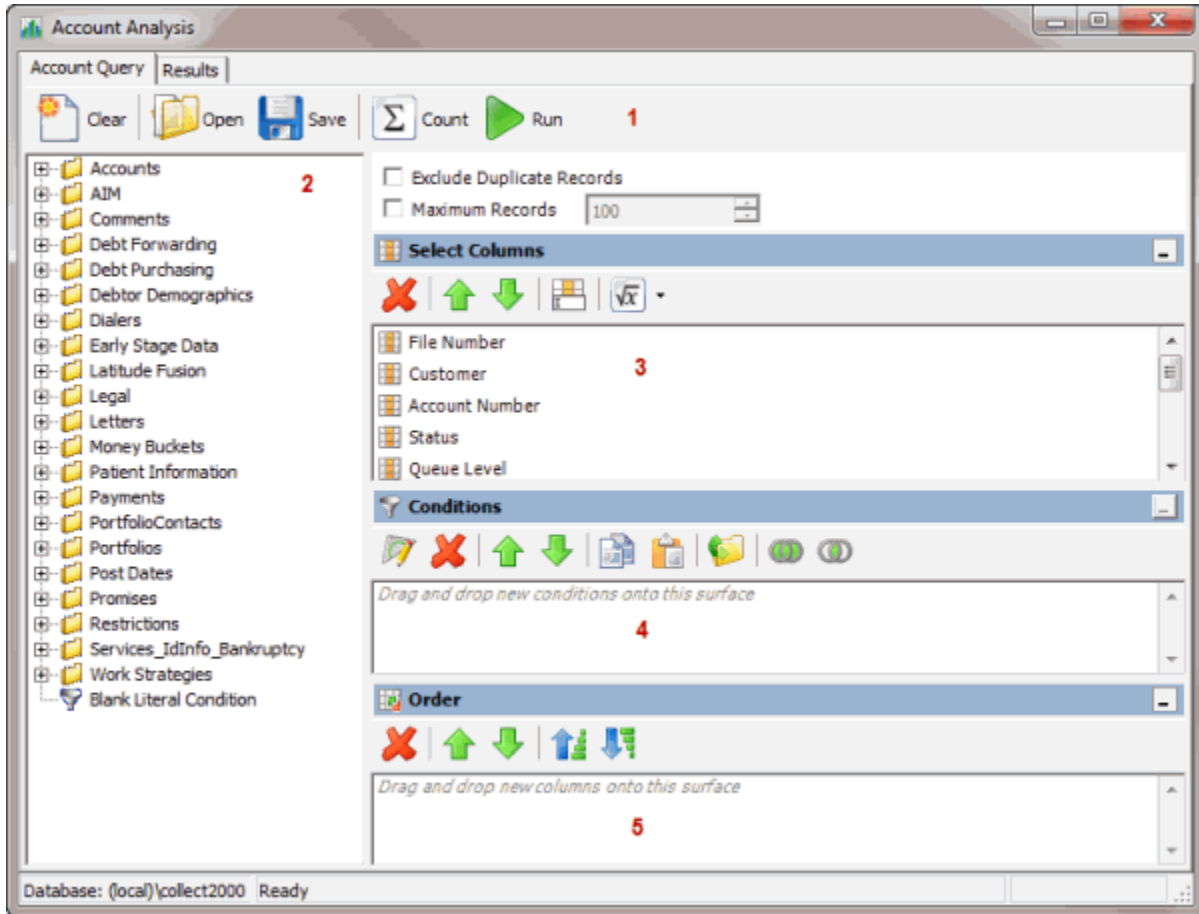 Account Analysis
Account Query Results
Clear Open Save Count Run 1
2
Accounts
AIM
Comments
Debt Forwarding
Debt Purchasing
Debtor Demographics
Dialers
Early Stage Data
Latitude Fusion
Legal
Letters
Money Buckets
Patient Information
Payments
PortfolioContacts
Portfolios
Post Dates
Promises
Restrictions
Services_IdInfo_Bankruptcy
Work Strategies
Blank Literal Condition
Exclude Duplicate Records
Maximum Records 100
Select Columns
File Number
3
Customer
Account Number
Status
Queue Level
Conditions
Drag and drop new conditions onto this surface
4
Order
Drag and drop new columns onto this surface
5
Database: (local)\collect2000 Ready